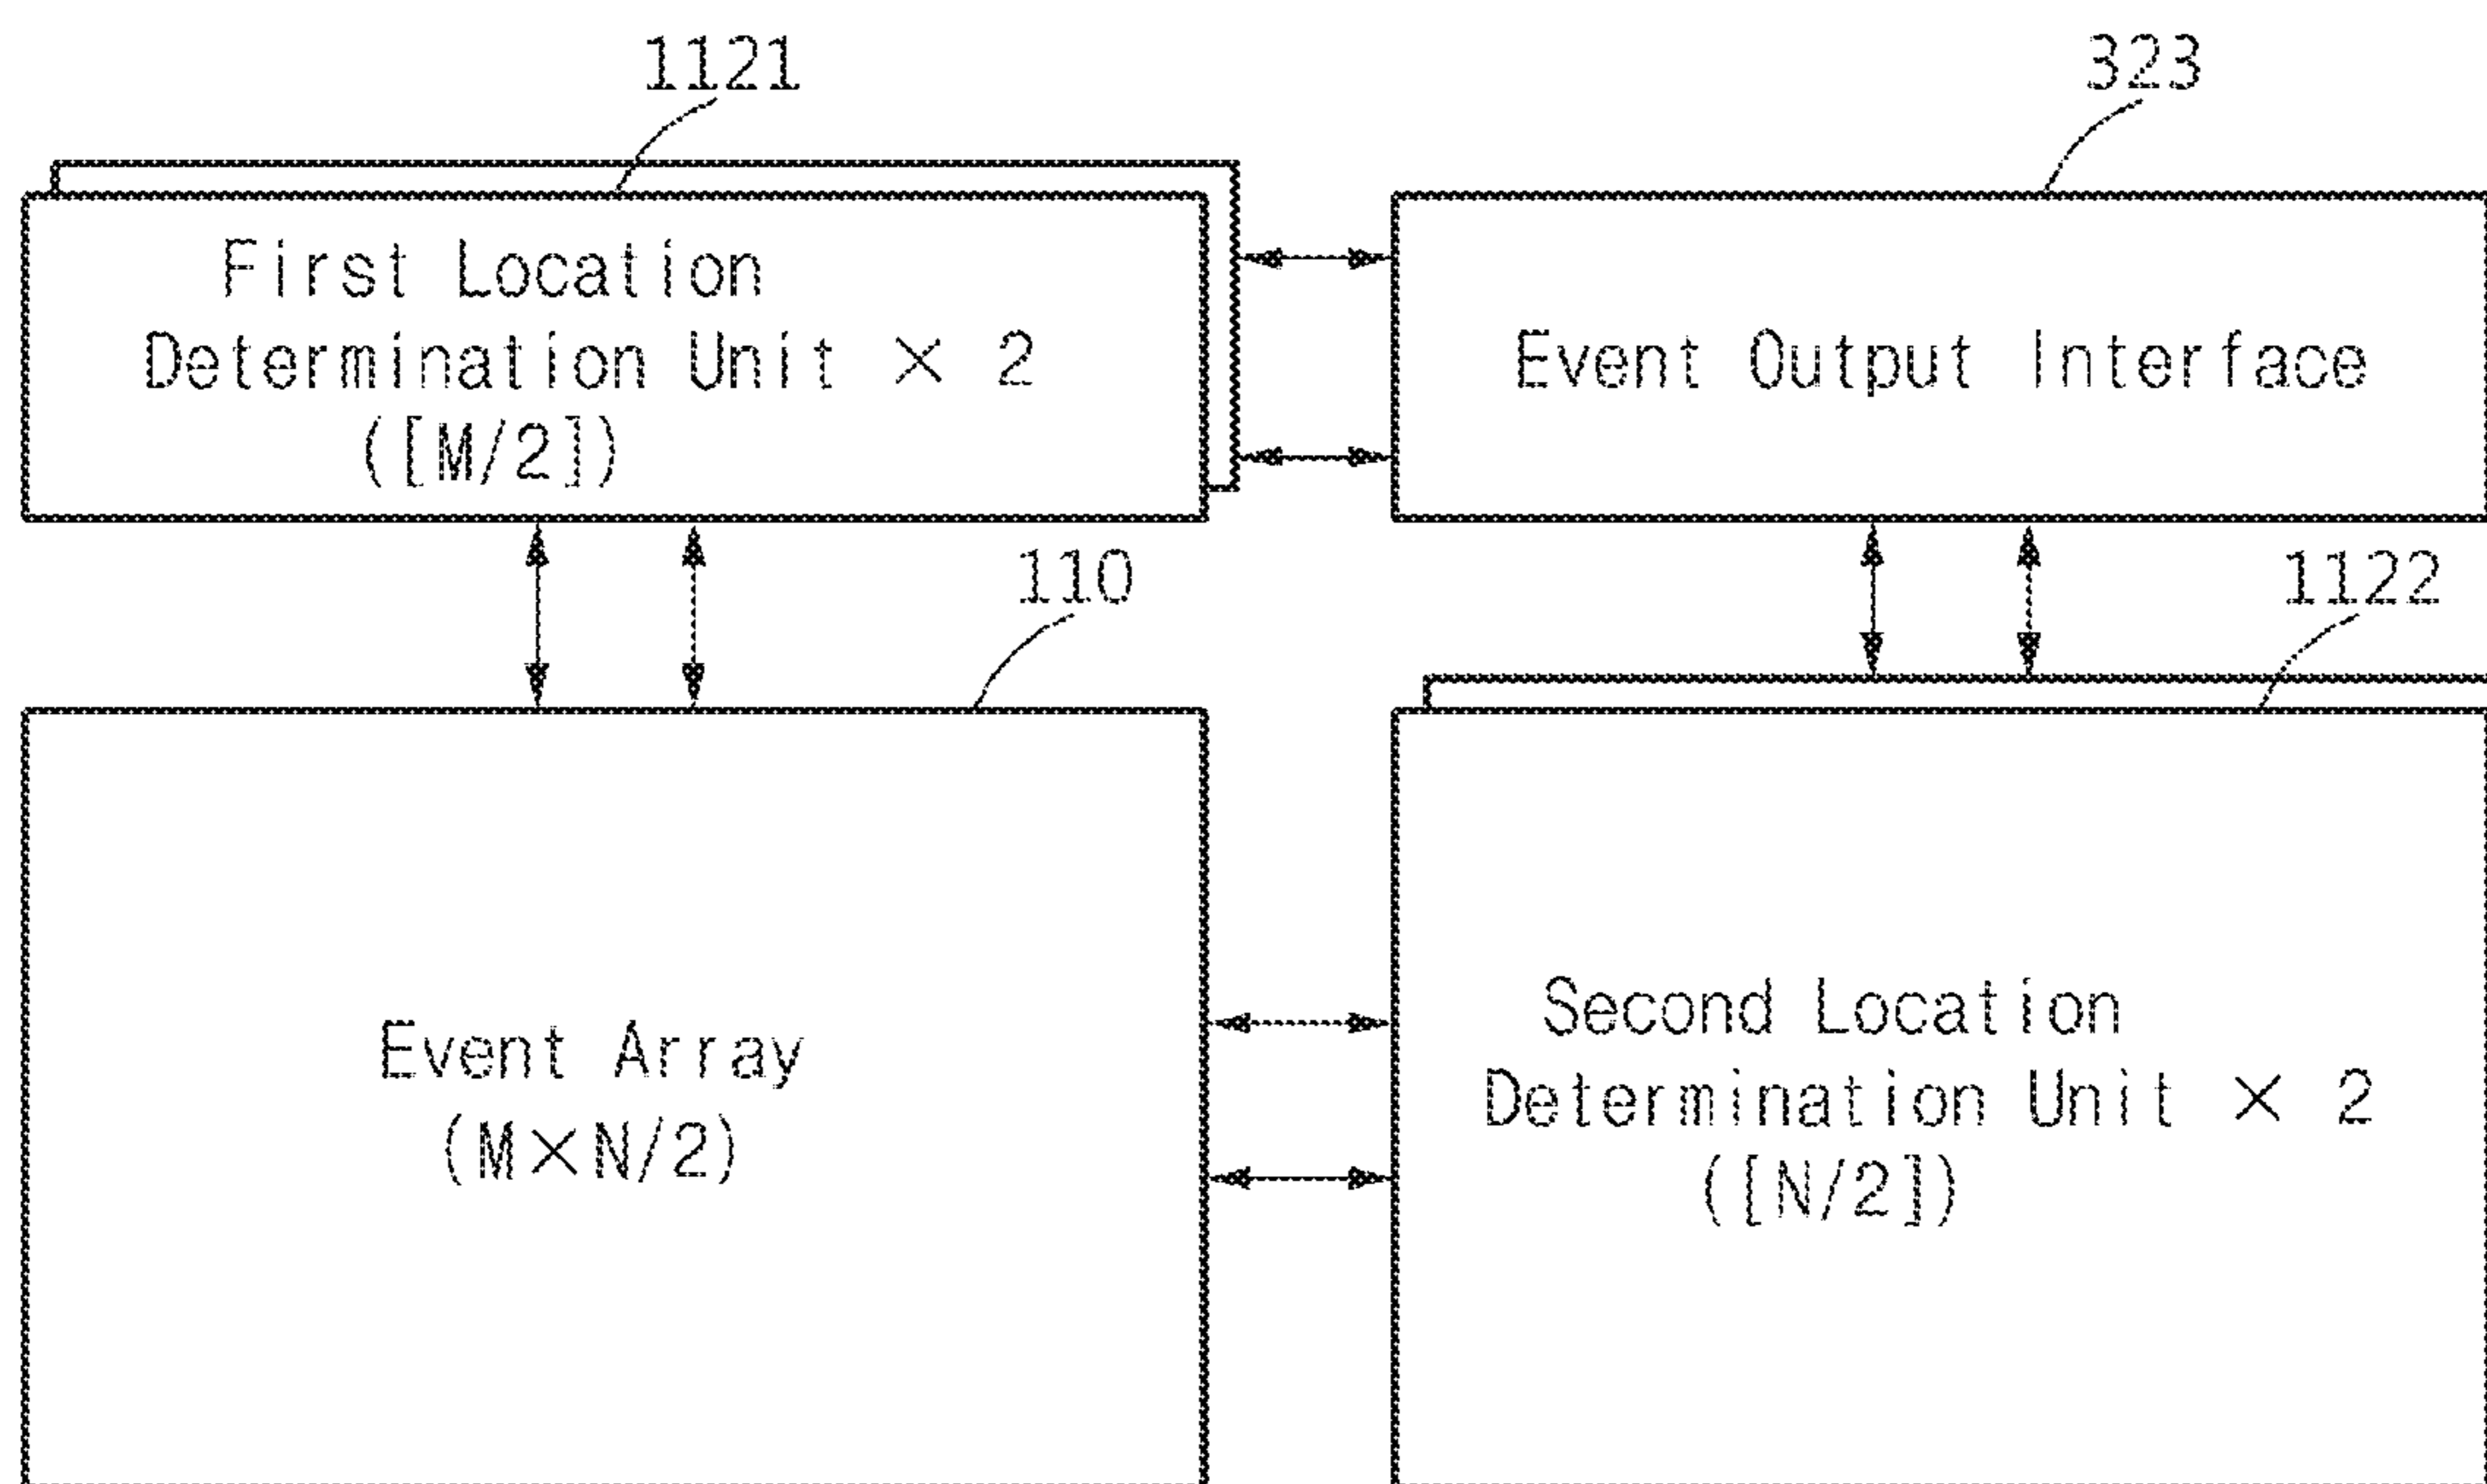 1121
323
First Location
Determination Unit × 2
([M/2])
Event Output Interface
110
1122
Event Array
(M×N/2)
Second Location
Determination Unit × 2
([N/2])